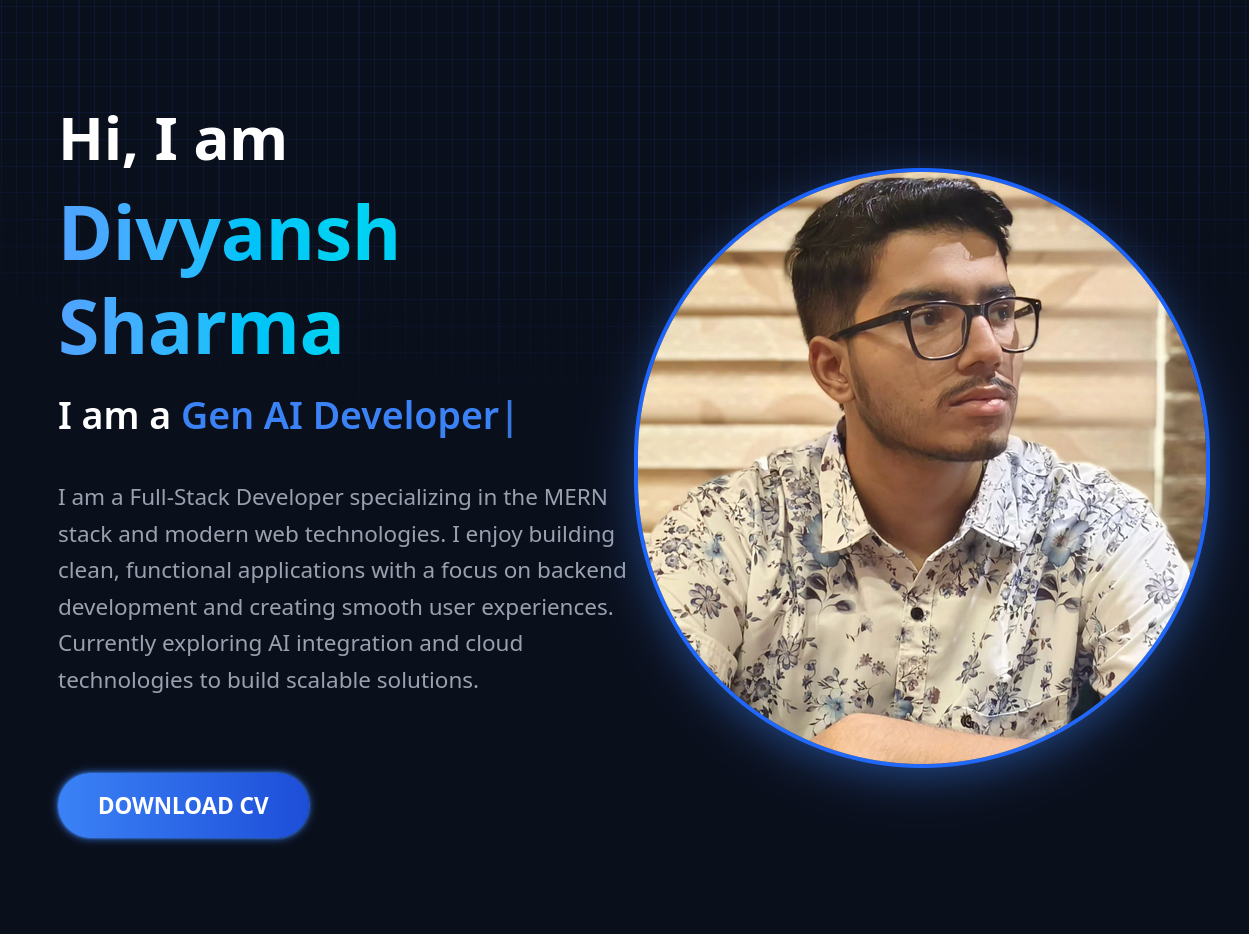 Hi, I am
Divyansh
Sharma
I am a Gen AI Developer|
I am a Full-Stack Developer specializing in the MERN
stack and modern web technologies. I enjoy building
clean, functional applications with a focus on backend
development and creating smooth user experiences.
Currently exploring AI integration and cloud
technologies to build scalable solutions.
DOWNLOAD CV